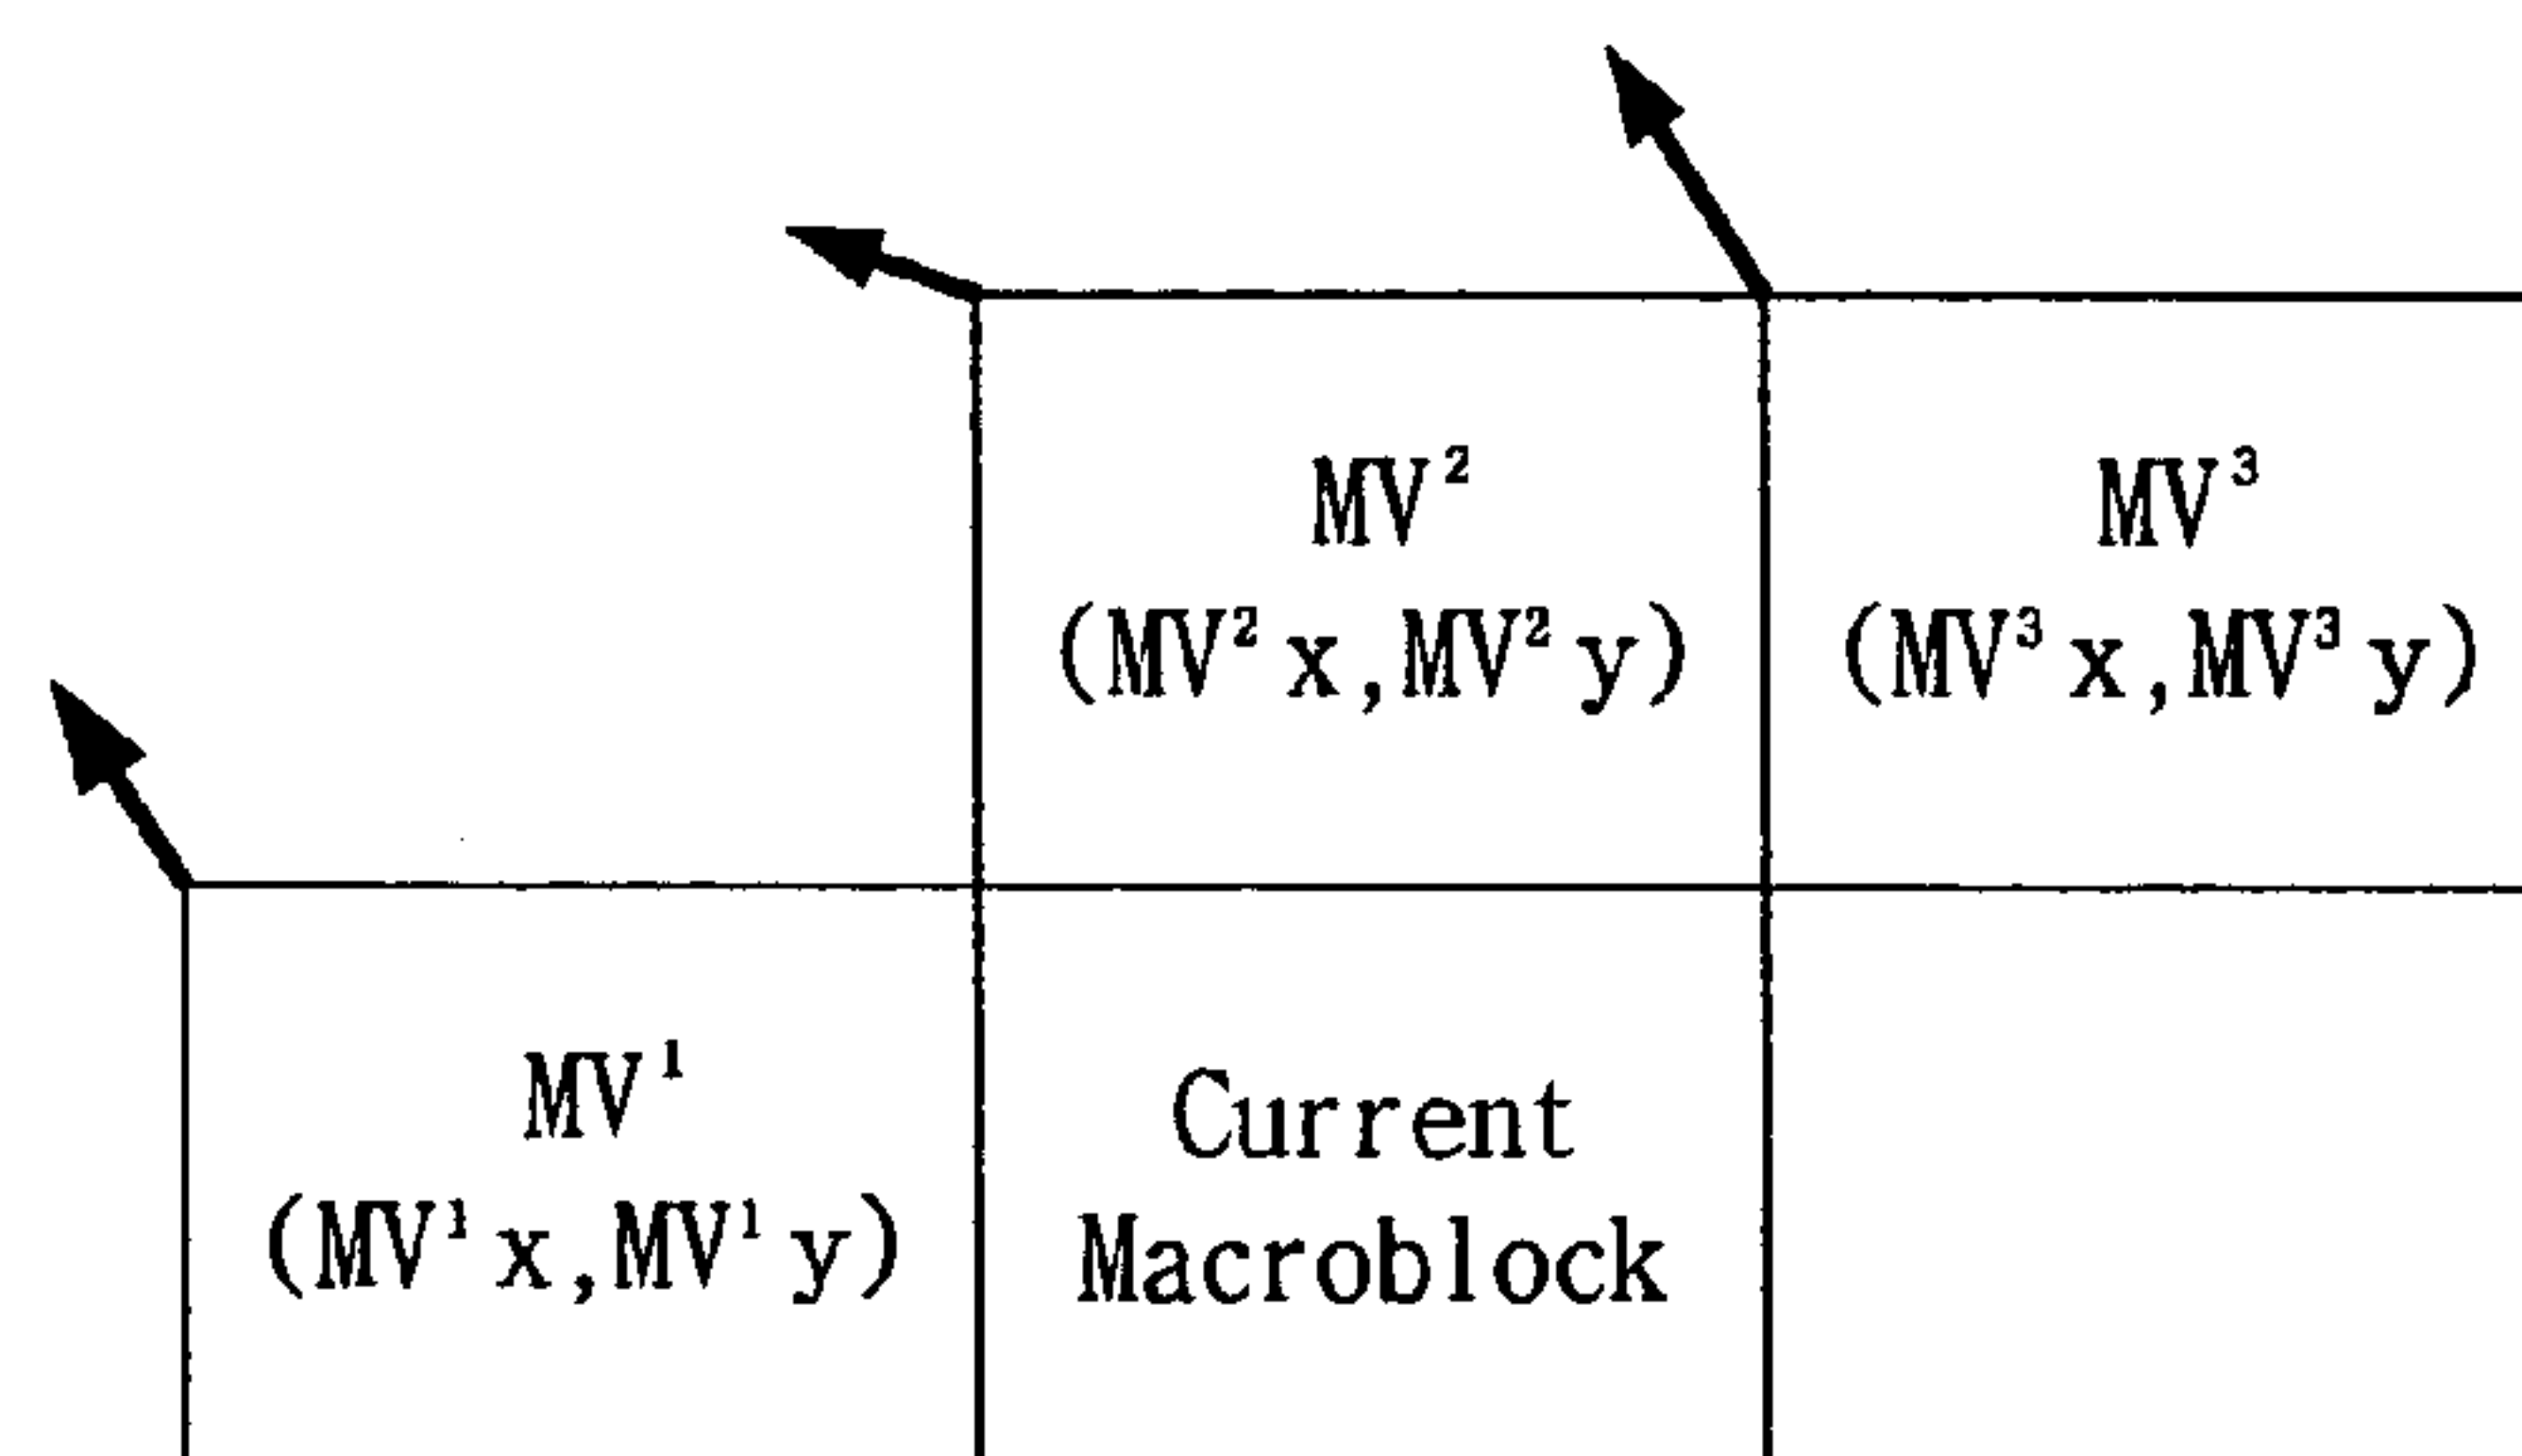 MV²
(MV²x,MV²y)
MV³
(MV³x,MV³y)
MV¹
(MV¹x,MV¹y)
Current
Macroblock